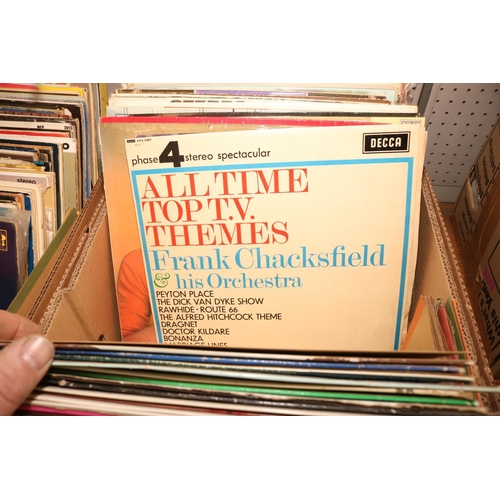 phase 4 stereo spectacular
DECCA
ALL TIME
TOP T.V.
THEMES
Frank Chacksfield
& his Orchestra
PEYTON PLACE
THE DICK VAN DYKE SHOW
RAWHIDE · ROUTE 66
THE ALFRED HITCHCOCK THEME
DRAGNET
DOCTOR KILDARE
BONANZA